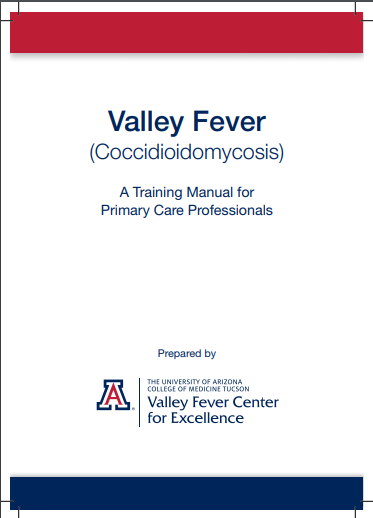 Valley Fever
(Coccidioidomycosis)
A Training Manual for
Primary Care Professionals
Prepared by
A
THE UNIVERSITY OF ARIZONA
COLLEGE OF MEDICINE TUCSON
Valley Fever Center
for Excellence